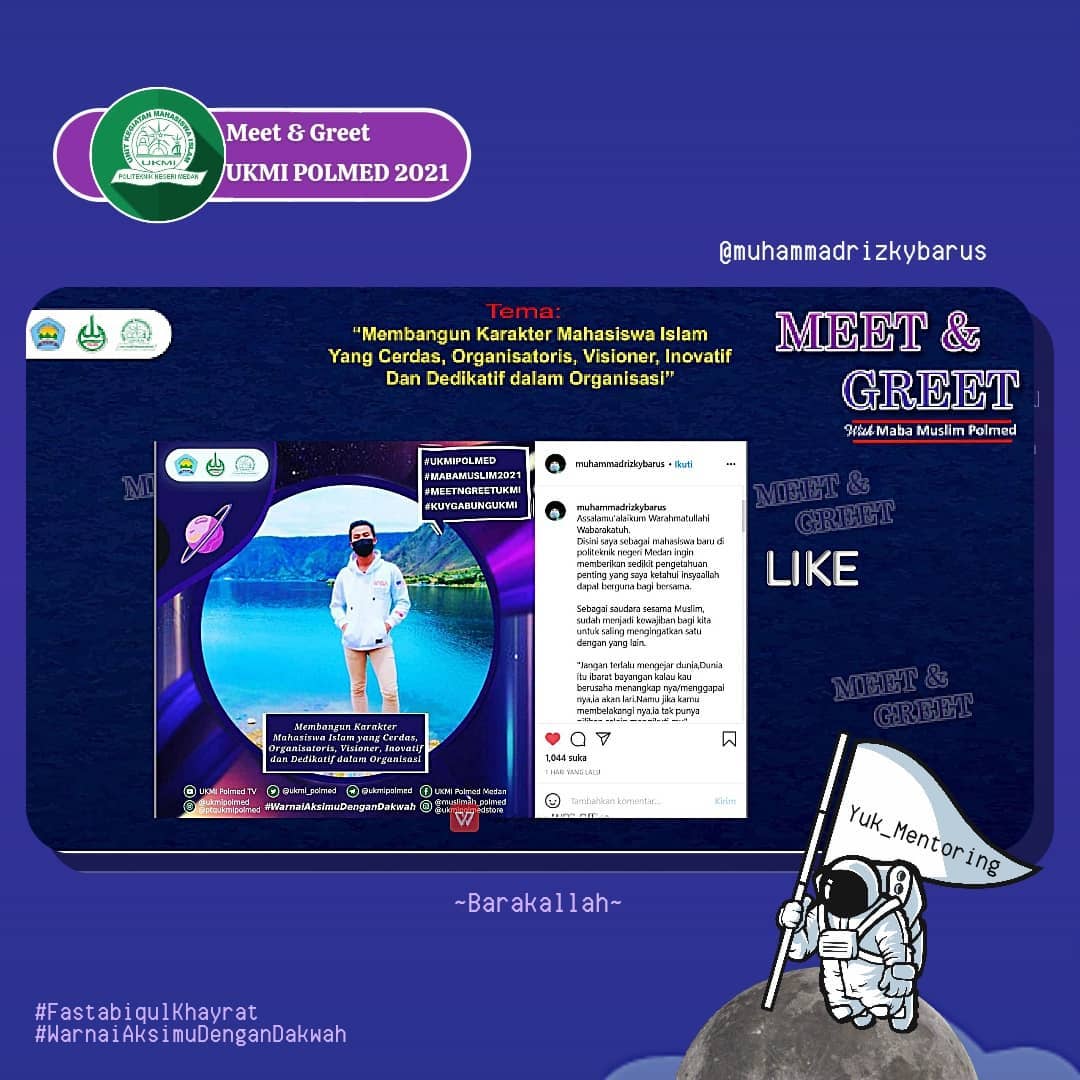 Meet & Greet
UKMI POLMED 2021
UNIT KEGIATAN MAHASISWA ISLAM
UKMI
POLITEKNIK NEGERI MEDAN
@muhammadrizkybarus
Tema:
“Membangun Karakter Mahasiswa Islam
Yang Cerdas, Organisatoris, Visioner, Inovatif
Dan Dedikatif dalam Organisasi”
MEET &
GREET
With Maba Muslim Polmed
#UKMIPOLMED
#MABAMUSLIM2021
#MEETNGREETUKMI
#KUYGABUNGUKMI
Membangun Karakter
Mahasiswa Islam yang Cerdas,
Organisatoris, Visioner, Inovatif
dan Dedikatif dalam Organisasi
UKMI Polmed TV
@ukmi_polmed
@ukmipolmed
UKMI Polmed Medan
@ukmipolmed
@ptqukmipolmed
#WarnaiAksimuDenganDakwah
@muslimah_polmed
@ukmipolmedstore
W
muhammadrizkybarus • Ikuti
muhammadrizkybarus
Assalamu'alaikum Warahmatullahi
Wabarakatuh.
Disini saya sebagai mahasiswa baru di
politeknik negeri Medan ingin
memberikan sedikit pengetahuan
penting yang saya ketahui insyaallah
dapat berguna bagi bersama.
Sebagai saudara sesama Muslim,
sudah menjadi kewajiban bagi kita
untuk saling mengingatkan satu
dengan yang lain.
"Jangan terlalu mengejar dunia,Dunia
itu ibarat bayangan kalau kau
berusaha menangkap nya/menggapai
nya,ia akan lari.Namu jika kamu
membelakangi nya,ia tak punya
1,044 suka
1 HARI YANG LALU
Tambahkan komentar...
Kirim
MEET &
GREET
LIKE
MEET &
GREET
Yuk_Mentoring
~Barakallah~
#FastabiqulKhayrat
#WarnaiAksimuDenganDakwah